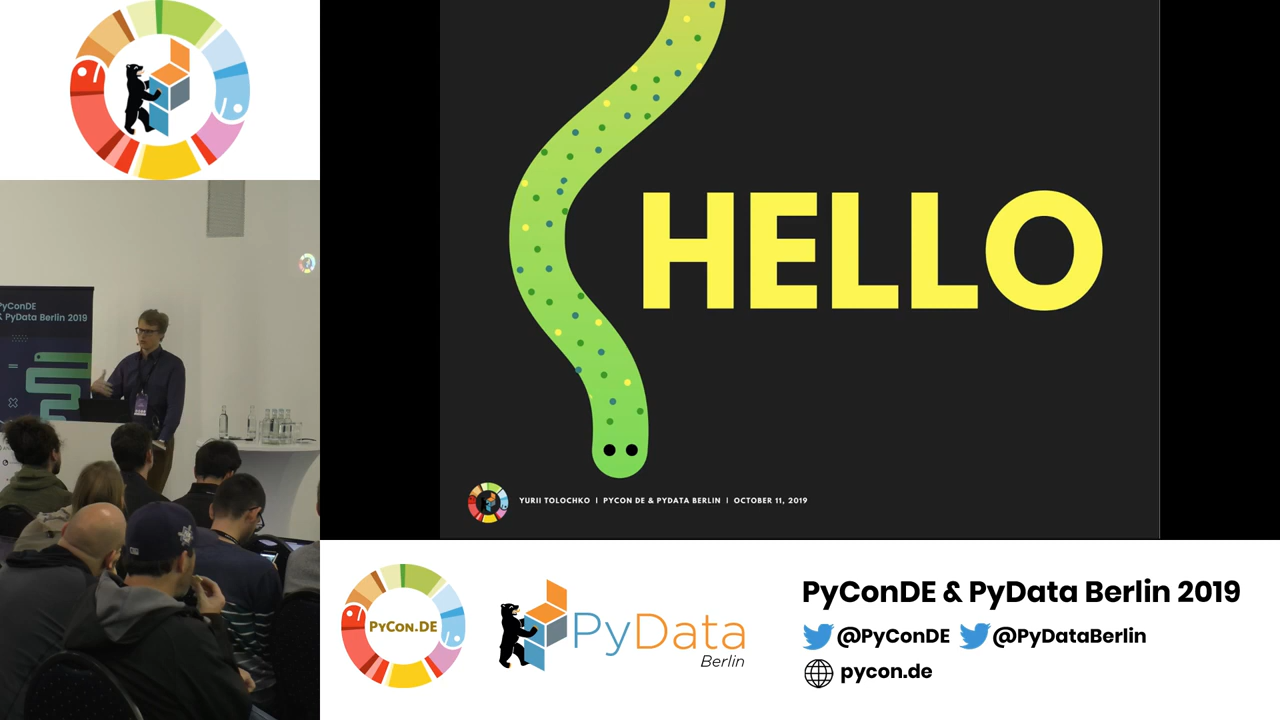 HELLO
YURII TOLOCHKO | PYCON DE & PYDATA BERLIN | OCTOBER 11, 2019
PyConDE
& PyData Berlin 2019
PyCon.DE
PyData
Berlin
PyConDE & PyData Berlin 2019
@PyConDE @PyDataBerlin
pycon.de